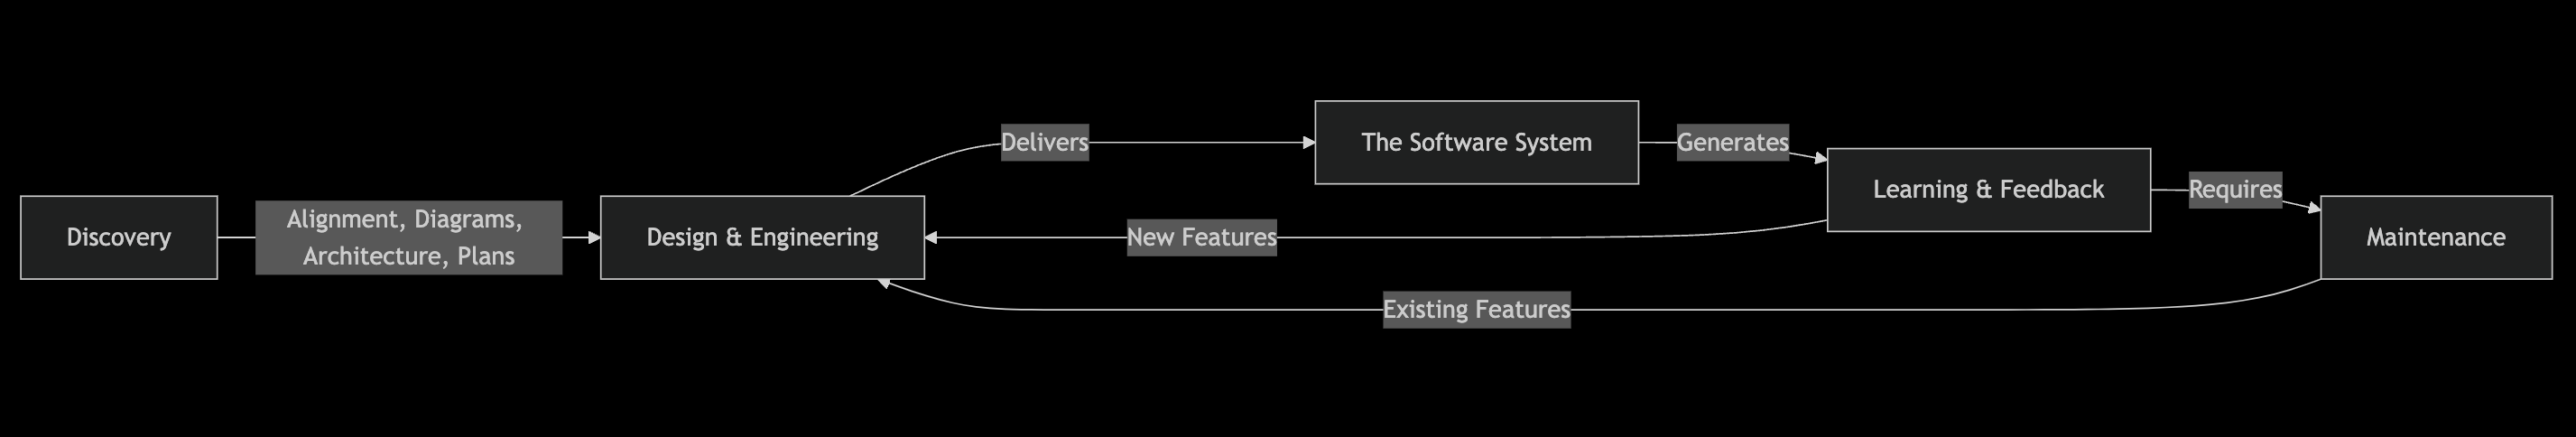 Discovery
Alignment, Diagrams,
Architecture, Plans
Design & Engineering
Delivers
The Software System
Generates
Learning & Feedback
Requires
Maintenance
New Features
Existing Features